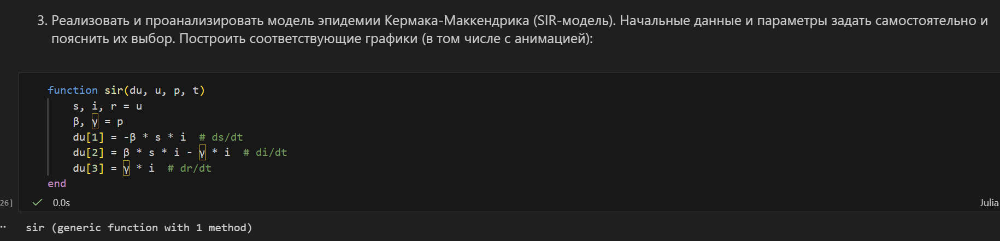 3. Реализовать и проанализировать модель эпидемии Кермака-Маккендрика (SIR-модель). Начальные данные и параметры задать самостоятельно и
пояснить их выбор. Построить соответствующие графики (в том числе с анимацией):
function sir(du, u, p, t)
    s, i, r = u
    β, γ = p
    du[1] = -β * s * i  # ds/dt
    du[2] = β * s * i - γ * i  # di/dt
    du[3] = γ * i  # dr/dt
end
26] ✓ 0.0s Julia
·· sir (generic function with 1 method)